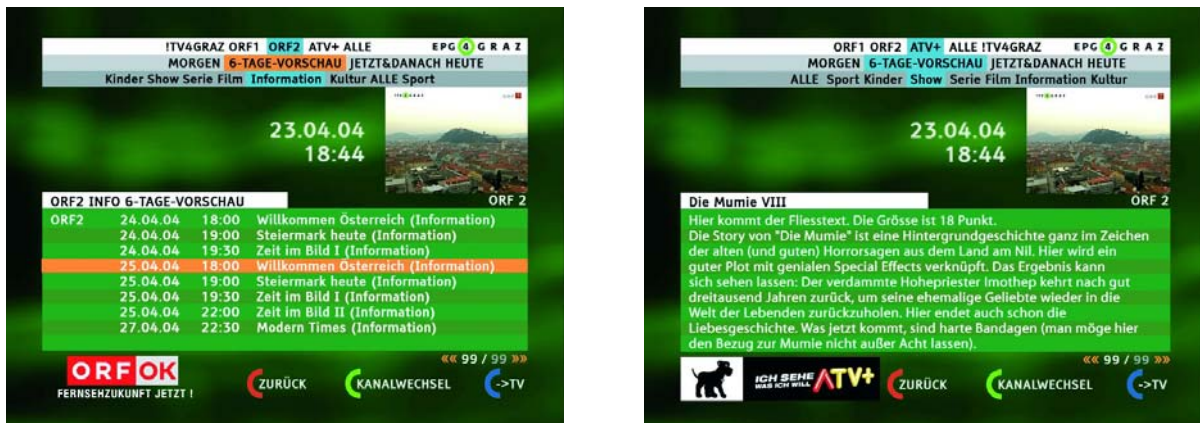 !TV4GRAZ ORF1 ORF2 ATV+ ALLE EPG 4 GRAZ
MORGEN 6-TAGE-VORSCHAU JETZT&DANACH HEUTE
Kinder Show Serie Film Information Kultur ALLE Sport
23.04.04
18:44
ORF2 INFO 6-TAGE-VORSCHAU
ORF 2
ORF2 24.04.04 18:00 Willkommen Österreich (Information)
24.04.04 19:00 Steiermark heute (Information)
24.04.04 19:30 Zeit im Bild I (Information)
25.04.04 18:00 Willkommen Österreich (Information)
25.04.04 19:00 Steiermark heute (Information)
25.04.04 19:30 Zeit im Bild I (Information)
25.04.04 22:00 Zeit im Bild II (Information)
27.04.04 22:30 Modern Times (Information)
«« 99 / 99 »»
ORF OK
FERNSEHZUKUNFT JETZT !
ZURÜCK KANALWECHSEL ->TV
ORF1 ORF2 ATV+ ALLE !TV4GRAZ EPG 4 GRAZ
MORGEN 6-TAGE-VORSCHAU JETZT&DANACH HEUTE
ALLE Sport Kinder Show Serie Film Information Kultur
23.04.04
18:44
Die Mumie VIII
ORF 2
Hier kommt der Fliesstext. Die Grösse ist 18 Punkt.
Die Story von "Die Mumie" ist eine Hintergrundgeschichte ganz im Zeichen
der alten (und guten) Horrorsagen aus dem Land am Nil. Hier wird ein
guter Plot mit genialen Special Effects verknüpft. Das Ergebnis kann
sich sehen lassen: Der verdammte Hohepriester Imothep kehrt nach gut
dreitausend Jahren zurück, um seine ehemalige Geliebte wieder in die
Welt der Lebenden zurückzuholen. Hier endet auch schon die
Liebesgeschichte. Was jetzt kommt, sind harte Bandagen (man möge hier
den Bezug zur Mumie nicht außer Acht lassen).
«« 99 / 99 »»
ICH SEHE
WAS ICH WILL
ATV+
ZURÜCK KANALWECHSEL ->TV